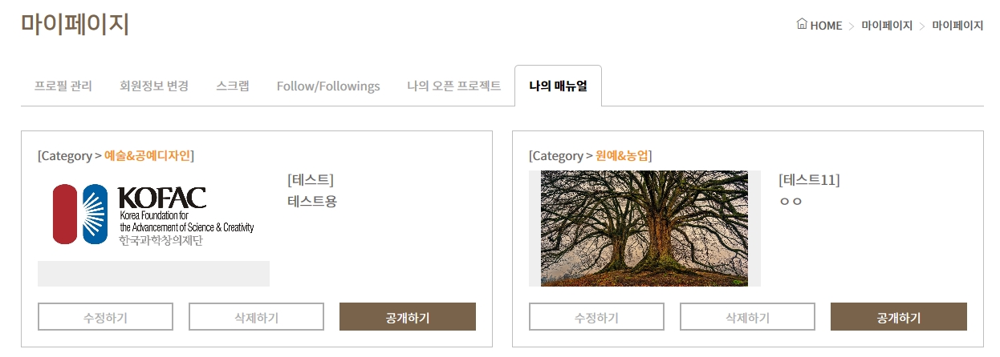 마이페이지
HOME > 마이페이지 > 마이페이지
프로필 관리 회원정보 변경 스크랩 Follow/Followings 나의 오픈 프로젝트 나의 매뉴얼
[Category > 예술&공예디자인]
[테스트]
테스트용
KOFAC
Korea Foundation for
the Advancement of Science & Creativity
한국과학창의재단
수정하기 삭제하기 공개하기
[Category > 원예&농업]
[테스트11]
ㅇㅇ
수정하기 삭제하기 공개하기